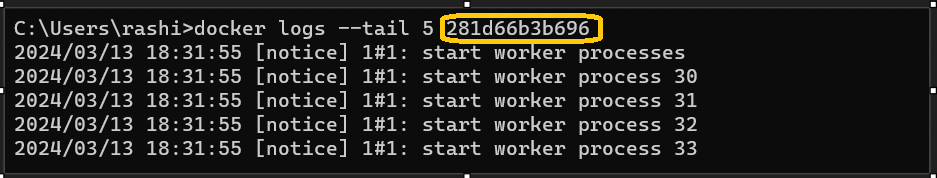 C:\Users\rashi>docker logs --tail 5 281d66b3b696
2024/03/13 18:31:55 [notice] 1#1: start worker processes
2024/03/13 18:31:55 [notice] 1#1: start worker process 30
2024/03/13 18:31:55 [notice] 1#1: start worker process 31
2024/03/13 18:31:55 [notice] 1#1: start worker process 32
2024/03/13 18:31:55 [notice] 1#1: start worker process 33